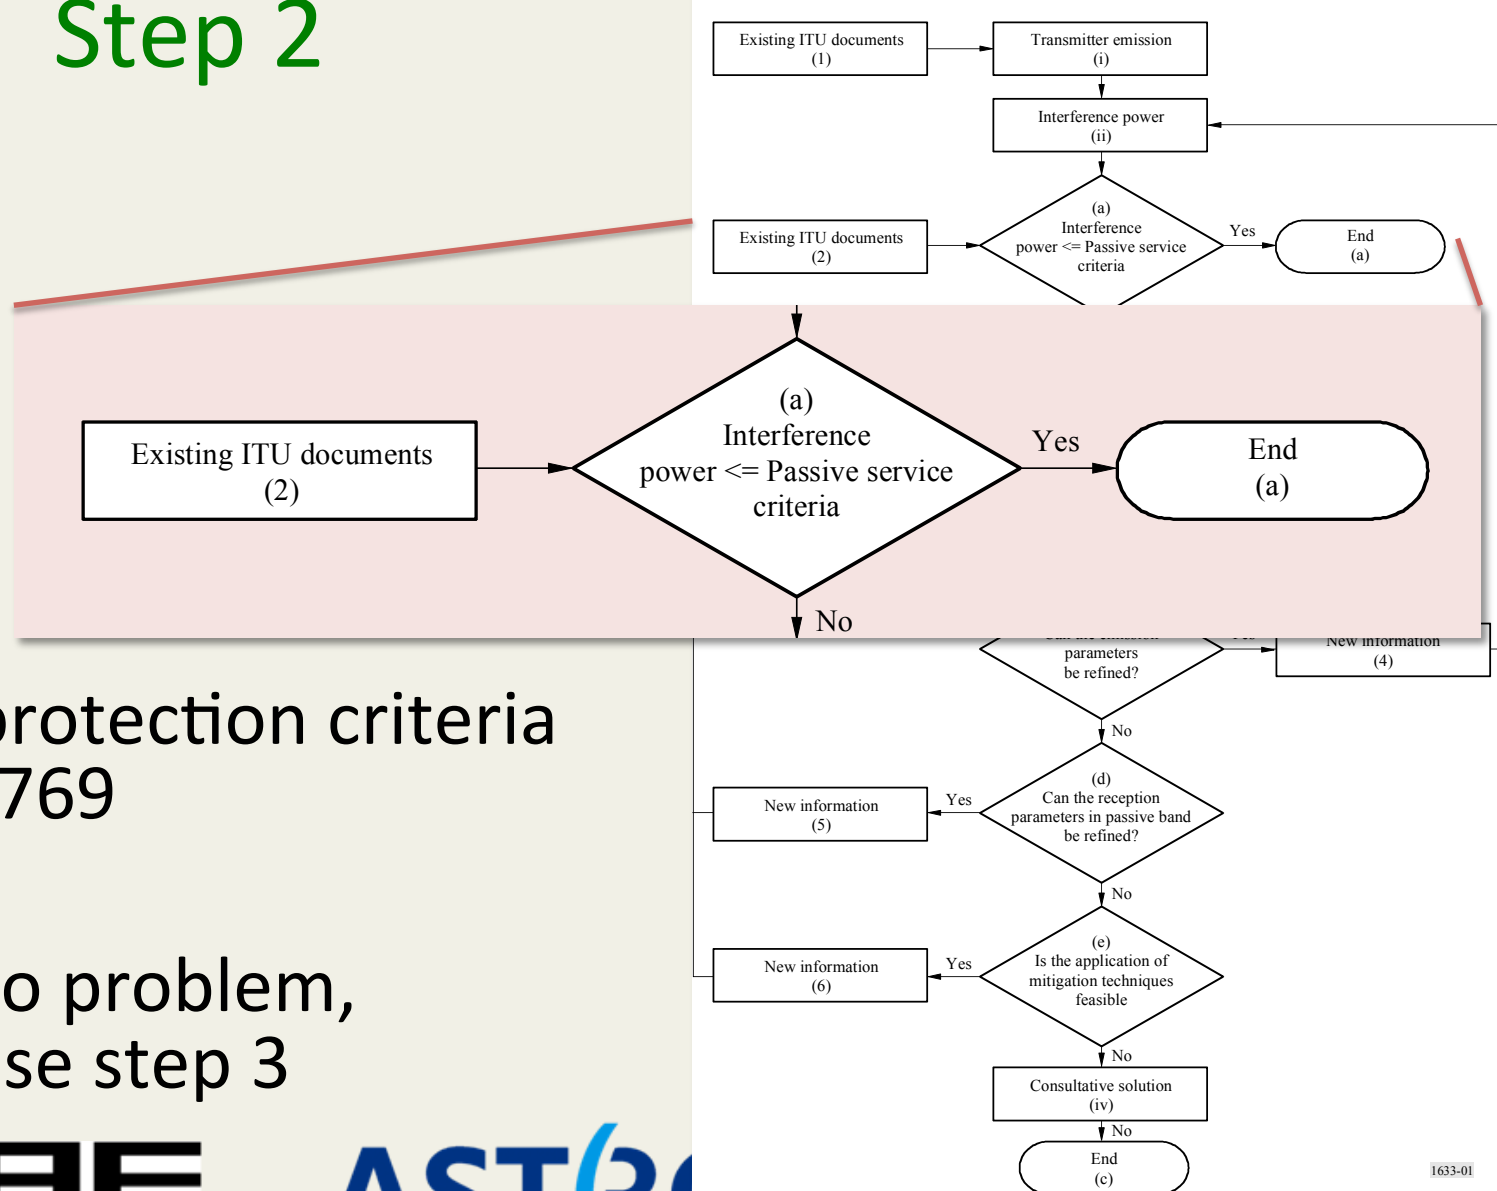 Step 2
Existing ITU documents
(1)
Transmitter emission
(i)
Interference power
(ii)
Existing ITU documents
(2)
(a)
Interference
power <= Passive service
criteria
Yes
End
(a)
Existing ITU documents
(2)
(a)
Interference
power <= Passive service
criteria
Yes
End
(a)
No
parameters
be refined?
New information
(4)
No
protection criteria
769
(d)
Can the reception
parameters in passive band
be refined?
Yes
New information
(5)
No
(e)
Is the application of
mitigation techniques
feasible
Yes
New information
(6)
o problem,
se step 3
No
Consultative solution
(iv)
No
End
(c)
1633-01